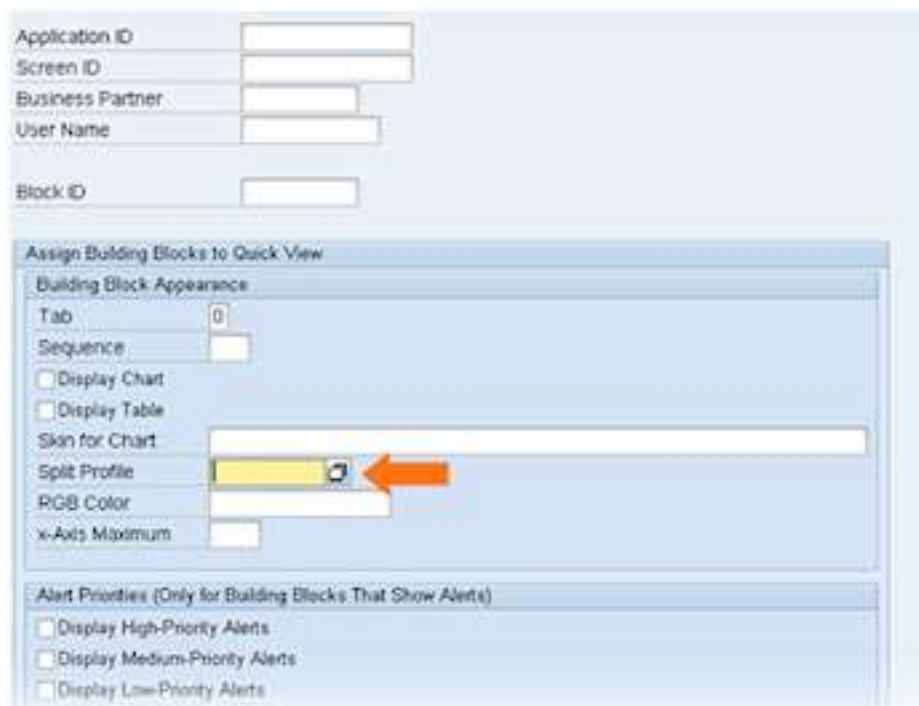 Application ID
Screen ID
Business Partner
User Name
Block ID
Assign Building Blocks to Quick View
Building Block Appearance
Tab 0
Sequence
Display Chart
Display Table
Skin for Chart
Split Profile
RGB Color
x-Axis Maximum
Alert Priorities (Only for Building Blocks That Show Alerts)
Display High-Priority Alerts
Display Medium-Priority Alerts
Display Low-Priority Alerts